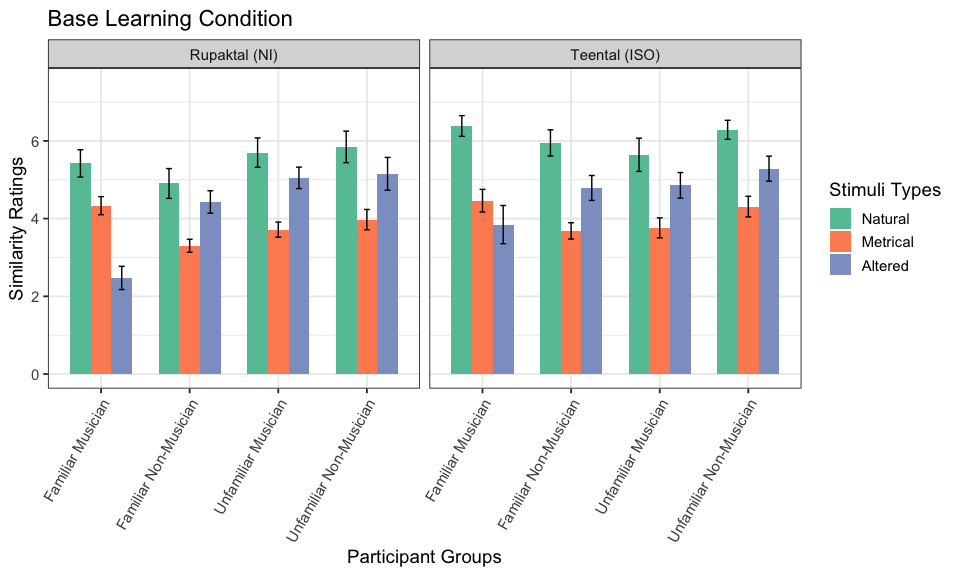 Base Learning Condition
Rupaktal (NI)
Teental (ISO)
Similarity Ratings
6
4
2
0
Familiar Musician
Familiar Non-Musician
Unfamiliar Musician
Unfamiliar Non-Musician
Familiar Musician
Familiar Non-Musician
Unfamiliar Musician
Unfamiliar Non-Musician
Participant Groups
Stimuli Types
Natural
Metrical
Altered